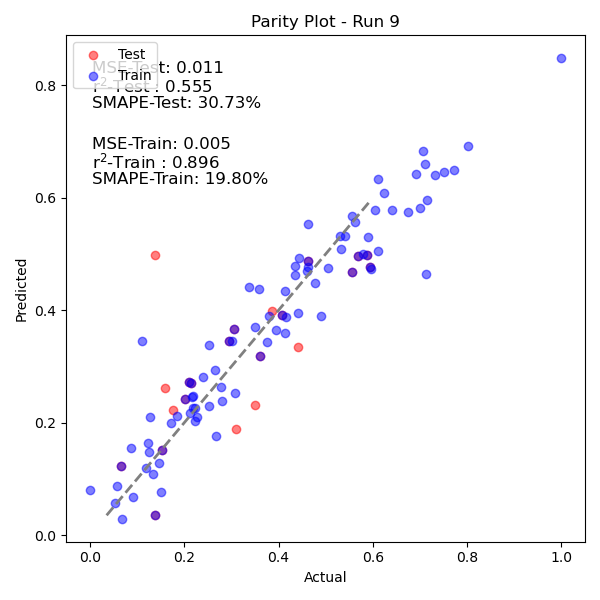 Parity Plot - Run 9
Test
Train
MSE-Test: 0.011
r²-Test : 0.555
SMAPE-Test: 30.73%
MSE-Train: 0.005
r²-Train : 0.896
SMAPE-Train: 19.80%
Predicted
0.8
0.6
0.4
0.2
0.0
0.0 0.2 0.4 0.6 0.8 1.0
Actual